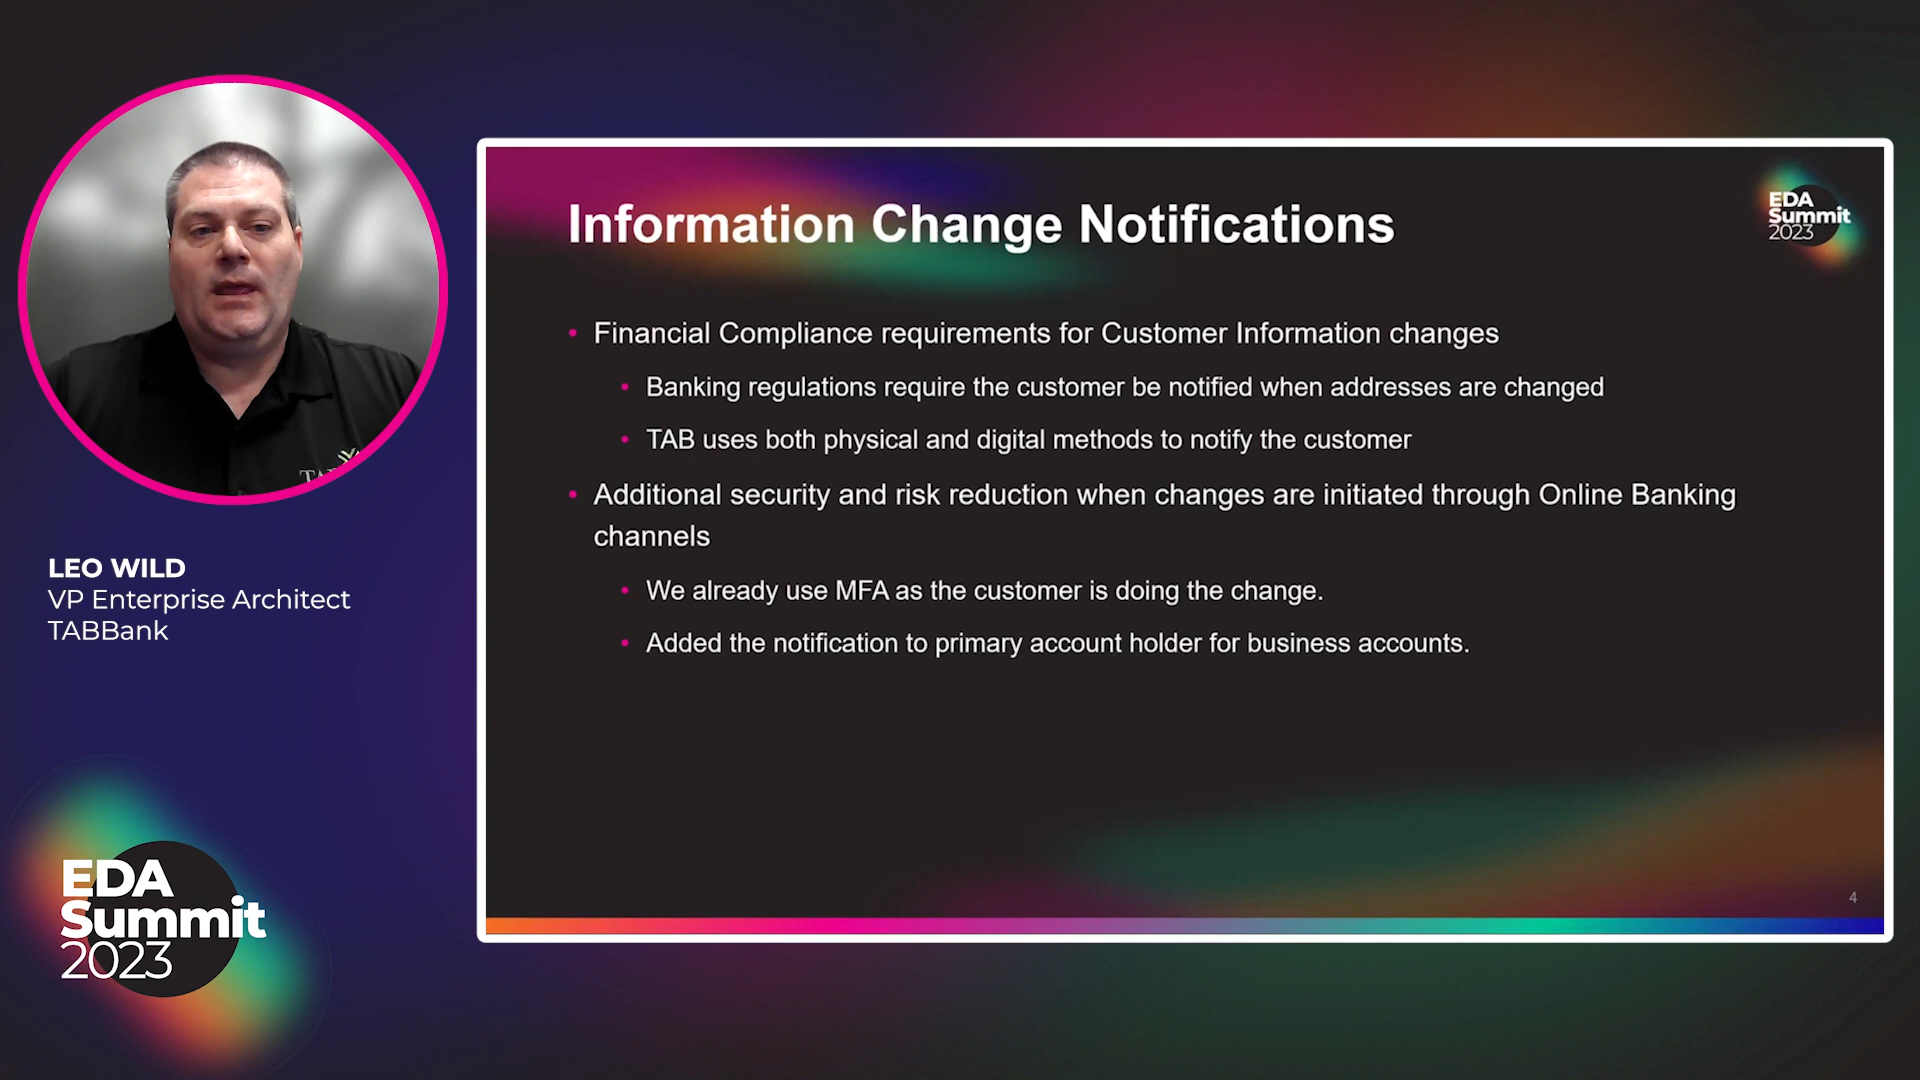 LEO WILD
VP Enterprise Architect
TABBank
EDA
Summit
2023
Information Change Notifications
EDA
Summit
2023
• Financial Compliance requirements for Customer Information changes
• Banking regulations require the customer be notified when addresses are changed
• TAB uses both physical and digital methods to notify the customer
• Additional security and risk reduction when changes are initiated through Online Banking
channels
• We already use MFA as the customer is doing the change.
• Added the notification to primary account holder for business accounts.
4